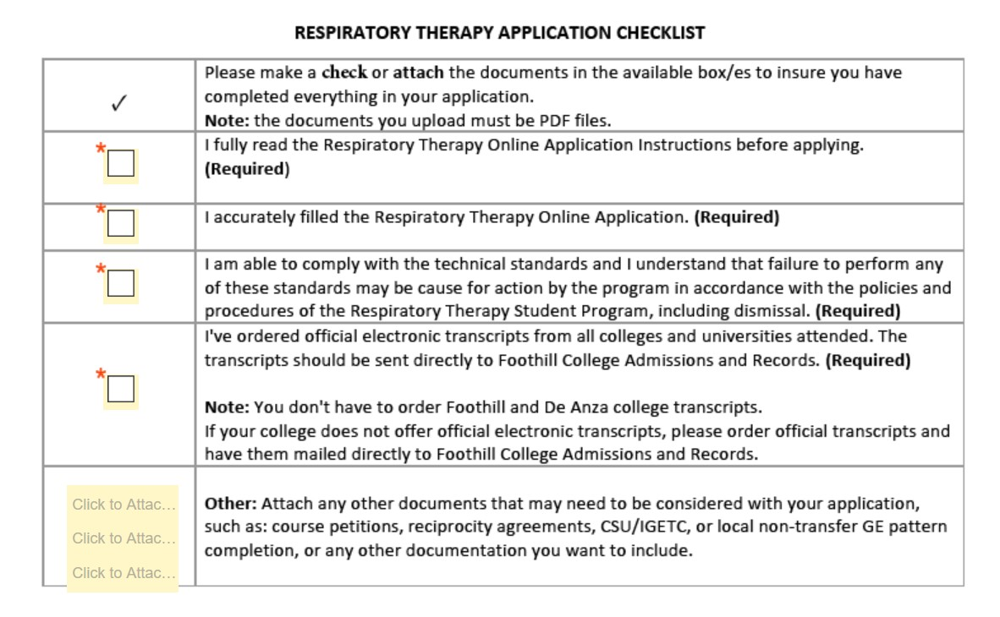 RESPIRATORY THERAPY APPLICATION CHECKLIST
✓
Please make a check or attach the documents in the available box/es to insure you have
completed everything in your application.
Note: the documents you upload must be PDF files.
*
I fully read the Respiratory Therapy Online Application Instructions before applying.
(Required)
*
I accurately filled the Respiratory Therapy Online Application. (Required)
*
I am able to comply with the technical standards and I understand that failure to perform any
of these standards may be cause for action by the program in accordance with the policies and
procedures of the Respiratory Therapy Student Program, including dismissal. (Required)
*
I've ordered official electronic transcripts from all colleges and universities attended. The
transcripts should be sent directly to Foothill College Admissions and Records. (Required)
Note: You don't have to order Foothill and De Anza college transcripts.
If your college does not offer official electronic transcripts, please order official transcripts and
have them mailed directly to Foothill College Admissions and Records.
Click to Attac...
Click to Attac...
Click to Attac...
Other: Attach any other documents that may need to be considered with your application,
such as: course petitions, reciprocity agreements, CSU/IGETC, or local non-transfer GE pattern
completion, or any other documentation you want to include.